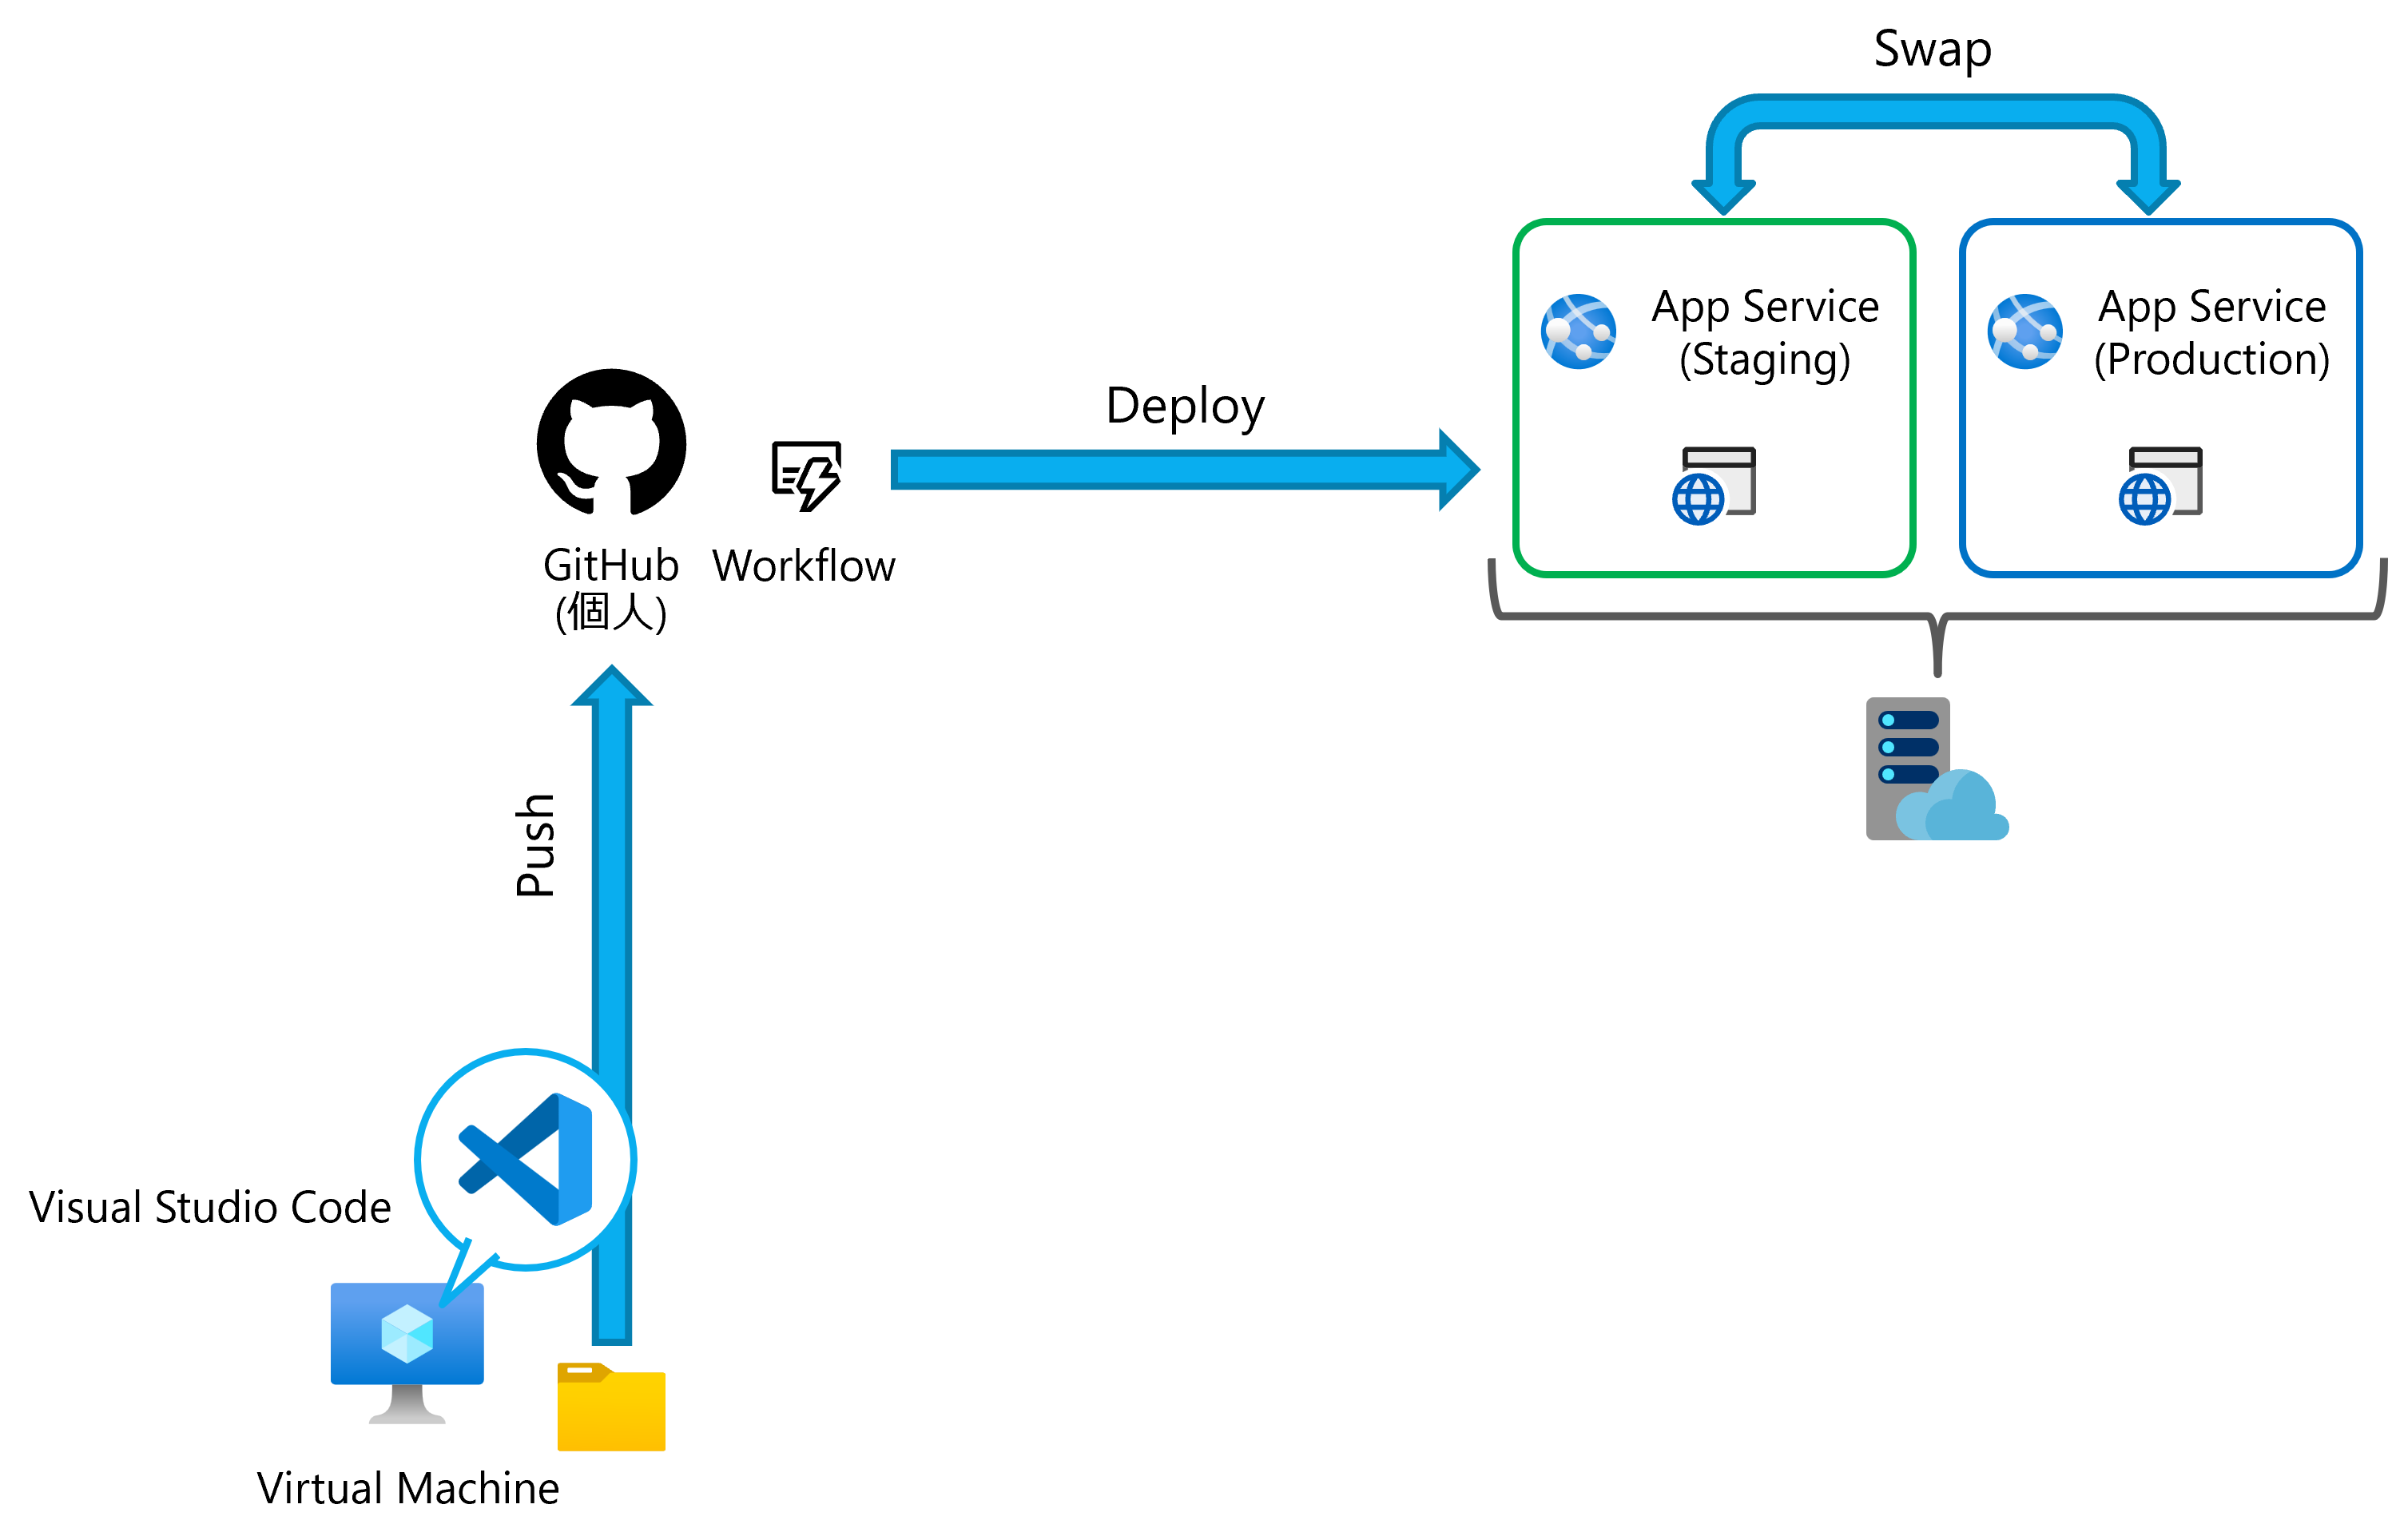 Swap
App Service
(Staging)
App Service
(Production)
Deploy
GitHub
(個人)
Workflow
Push
Visual Studio Code
Virtual Machine